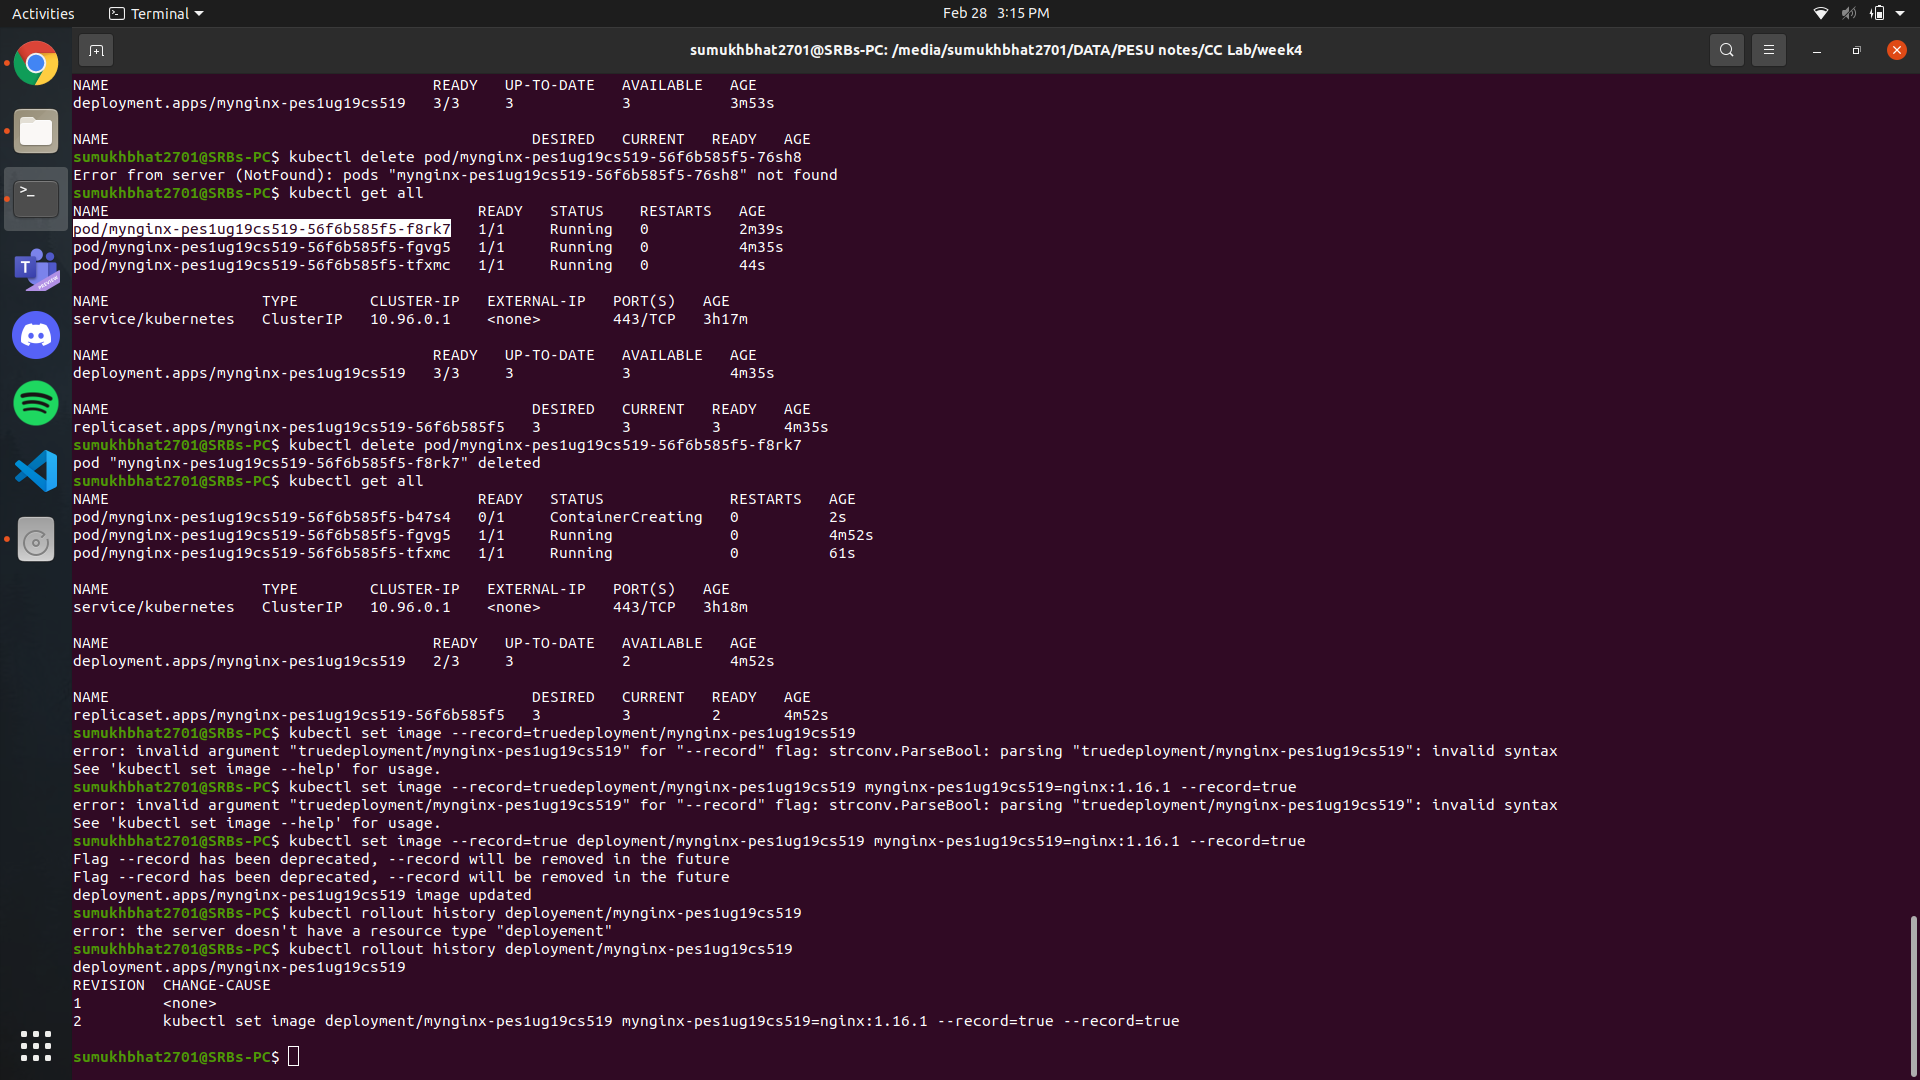 Activities Terminal Feb 28 3:15 PM
sumukhbhat2701@SRBs-PC: /media/sumukhbhat2701/DATA/PESU notes/CC Lab/week4
NAME READY UP-TO-DATE AVAILABLE AGE
deployment.apps/mynginx-pes1ug19cs519 3/3 3 3 3m53s
NAME DESIRED CURRENT READY AGE
sumukhbhat2701@SRBs-PC$ kubectl delete pod/mynginx-pes1ug19cs519-56f6b585f5-76sh8
Error from server (NotFound): pods "mynginx-pes1ug19cs519-56f6b585f5-76sh8" not found
sumukhbhat2701@SRBs-PC$ kubectl get all
NAME READY STATUS RESTARTS AGE
pod/mynginx-pes1ug19cs519-56f6b585f5-f8rk7 1/1 Running 0 2m39s
pod/mynginx-pes1ug19cs519-56f6b585f5-fgvg5 1/1 Running 0 4m35s
pod/mynginx-pes1ug19cs519-56f6b585f5-tfxmc 1/1 Running 0 44s
NAME TYPE CLUSTER-IP EXTERNAL-IP PORT(S) AGE
service/kubernetes ClusterIP 10.96.0.1 <none> 443/TCP 3h17m
NAME READY UP-TO-DATE AVAILABLE AGE
deployment.apps/mynginx-pes1ug19cs519 3/3 3 3 4m35s
NAME DESIRED CURRENT READY AGE
replicaset.apps/mynginx-pes1ug19cs519-56f6b585f5 3 3 3 4m35s
sumukhbhat2701@SRBs-PC$ kubectl delete pod/mynginx-pes1ug19cs519-56f6b585f5-f8rk7
pod "mynginx-pes1ug19cs519-56f6b585f5-f8rk7" deleted
sumukhbhat2701@SRBs-PC$ kubectl get all
NAME READY STATUS RESTARTS AGE
pod/mynginx-pes1ug19cs519-56f6b585f5-b47s4 0/1 ContainerCreating 0 2s
pod/mynginx-pes1ug19cs519-56f6b585f5-fgvg5 1/1 Running 0 4m52s
pod/mynginx-pes1ug19cs519-56f6b585f5-tfxmc 1/1 Running 0 61s
NAME TYPE CLUSTER-IP EXTERNAL-IP PORT(S) AGE
service/kubernetes ClusterIP 10.96.0.1 <none> 443/TCP 3h18m
NAME READY UP-TO-DATE AVAILABLE AGE
deployment.apps/mynginx-pes1ug19cs519 2/3 3 2 4m52s
NAME DESIRED CURRENT READY AGE
replicaset.apps/mynginx-pes1ug19cs519-56f6b585f5 3 3 2 4m52s
sumukhbhat2701@SRBs-PC$ kubectl set image --record=truedeployment/mynginx-pes1ug19cs519
error: invalid argument "truedeployment/mynginx-pes1ug19cs519" for "--record" flag: strconv.ParseBool: parsing "truedeployment/mynginx-pes1ug19cs519": invalid syntax
See 'kubectl set image --help' for usage.
sumukhbhat2701@SRBs-PC$ kubectl set image --record=truedeployment/mynginx-pes1ug19cs519 mynginx-pes1ug19cs519=nginx:1.16.1 --record=true
error: invalid argument "truedeployment/mynginx-pes1ug19cs519" for "--record" flag: strconv.ParseBool: parsing "truedeployment/mynginx-pes1ug19cs519": invalid syntax
See 'kubectl set image --help' for usage.
sumukhbhat2701@SRBs-PC$ kubectl set image --record=true deployment/mynginx-pes1ug19cs519 mynginx-pes1ug19cs519=nginx:1.16.1 --record=true
Flag --record has been deprecated, --record will be removed in the future
Flag --record has been deprecated, --record will be removed in the future
deployment.apps/mynginx-pes1ug19cs519 image updated
sumukhbhat2701@SRBs-PC$ kubectl rollout history deployement/mynginx-pes1ug19cs519
error: the server doesn't have a resource type "deployement"
sumukhbhat2701@SRBs-PC$ kubectl rollout history deployment/mynginx-pes1ug19cs519
deployment.apps/mynginx-pes1ug19cs519
REVISION CHANGE-CAUSE
1 <none>
2 kubectl set image deployment/mynginx-pes1ug19cs519 mynginx-pes1ug19cs519=nginx:1.16.1 --record=true --record=true
sumukhbhat2701@SRBs-PC$